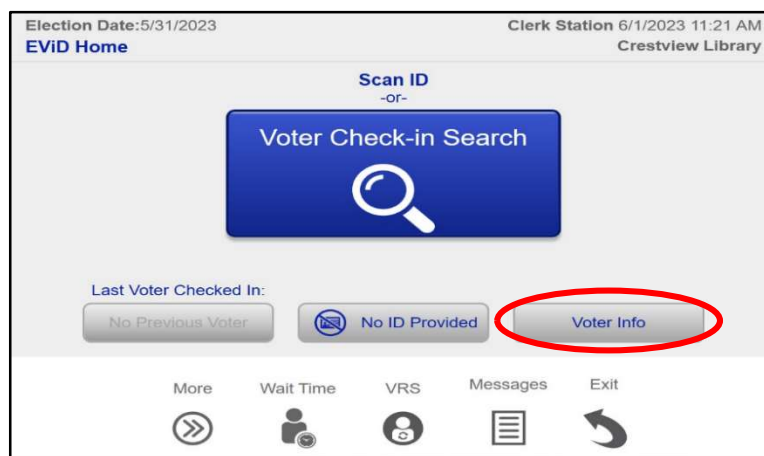 Election Date:5/31/2023
Clerk Station 6/1/2023 11:21 AM
EViD Home
Crestview Library
Scan ID
-or-
Voter Check-in Search
Last Voter Checked In:
No Previous Voter
No ID Provided
Voter Info
More
Wait Time
VRS
Messages
Exit